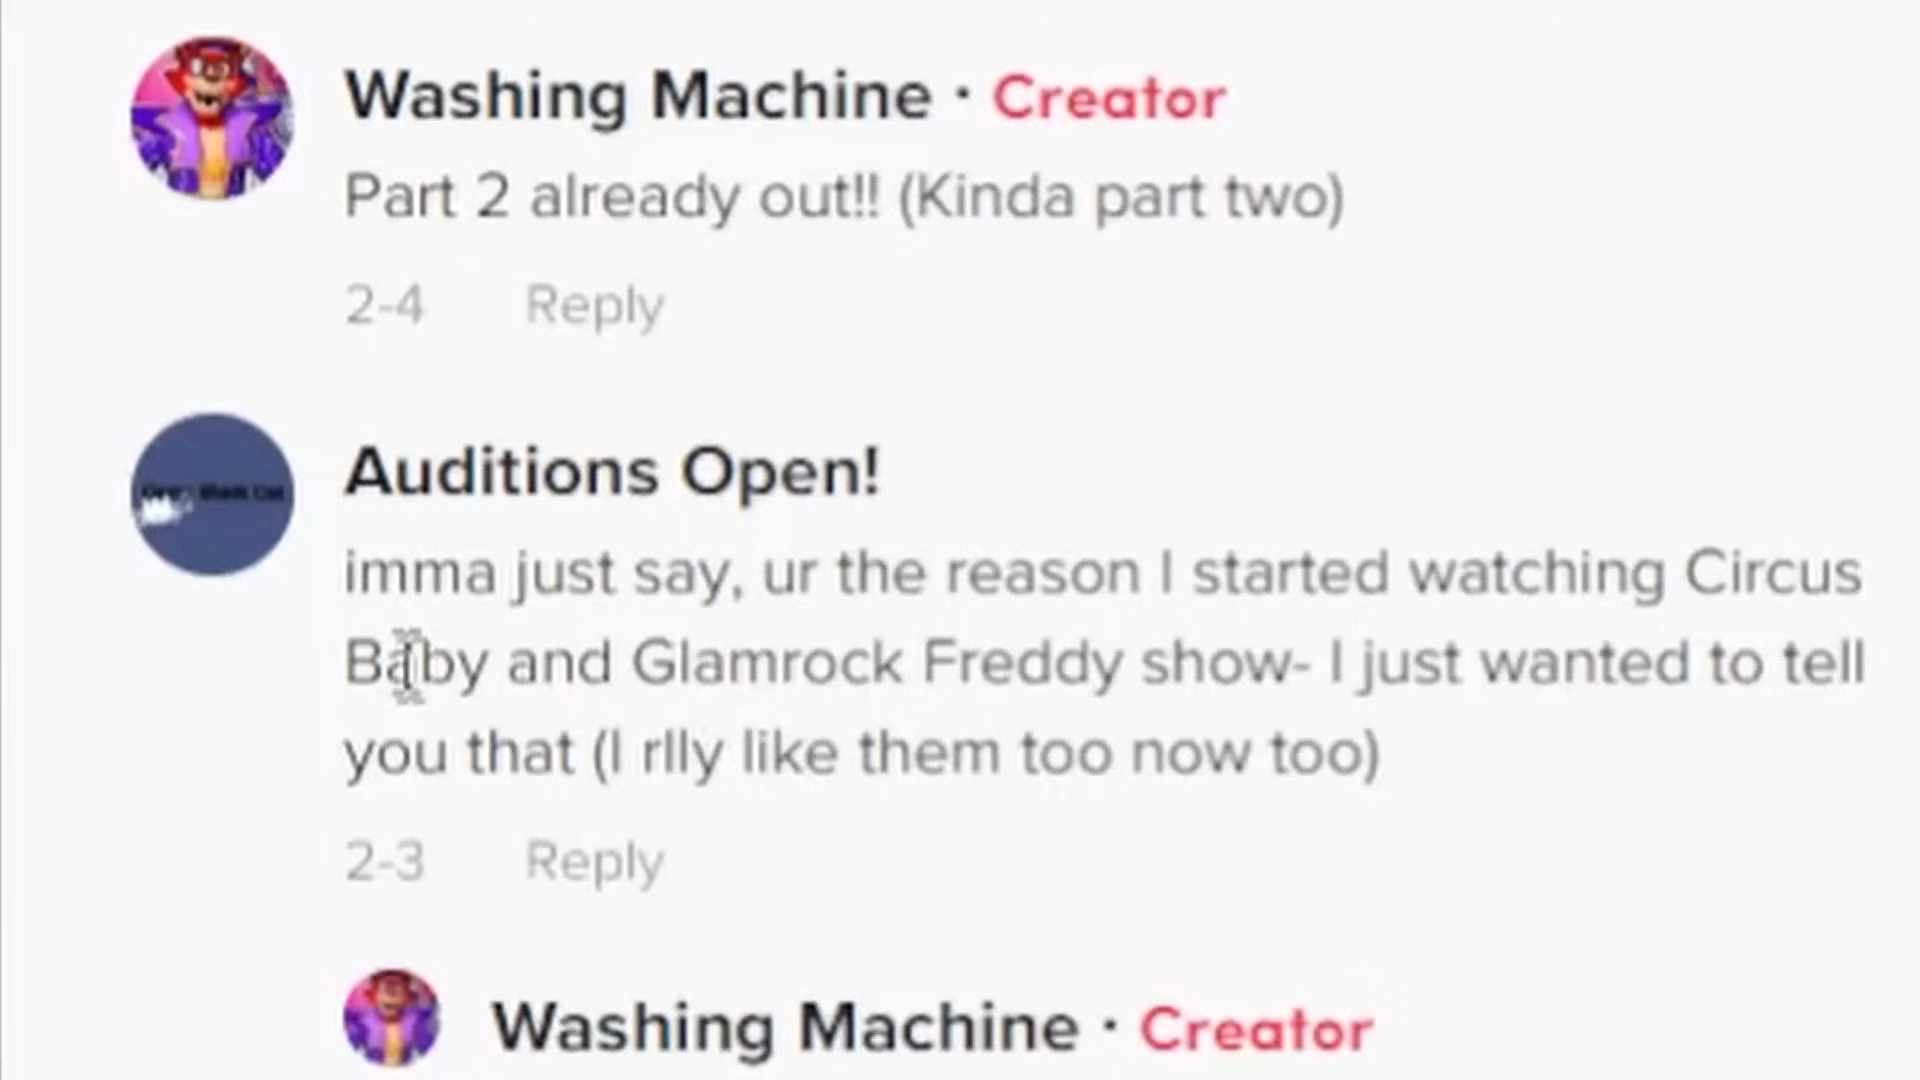 Washing Machine · Creator
Part 2 already out!! (Kinda part two)
2-4 Reply
Auditions Open!
imma just say, ur the reason I started watching Circus
Baby and Glamrock Freddy show- I just wanted to tell
you that (I rlly like them too now too)
2-3 Reply
Washing Machine · Creator